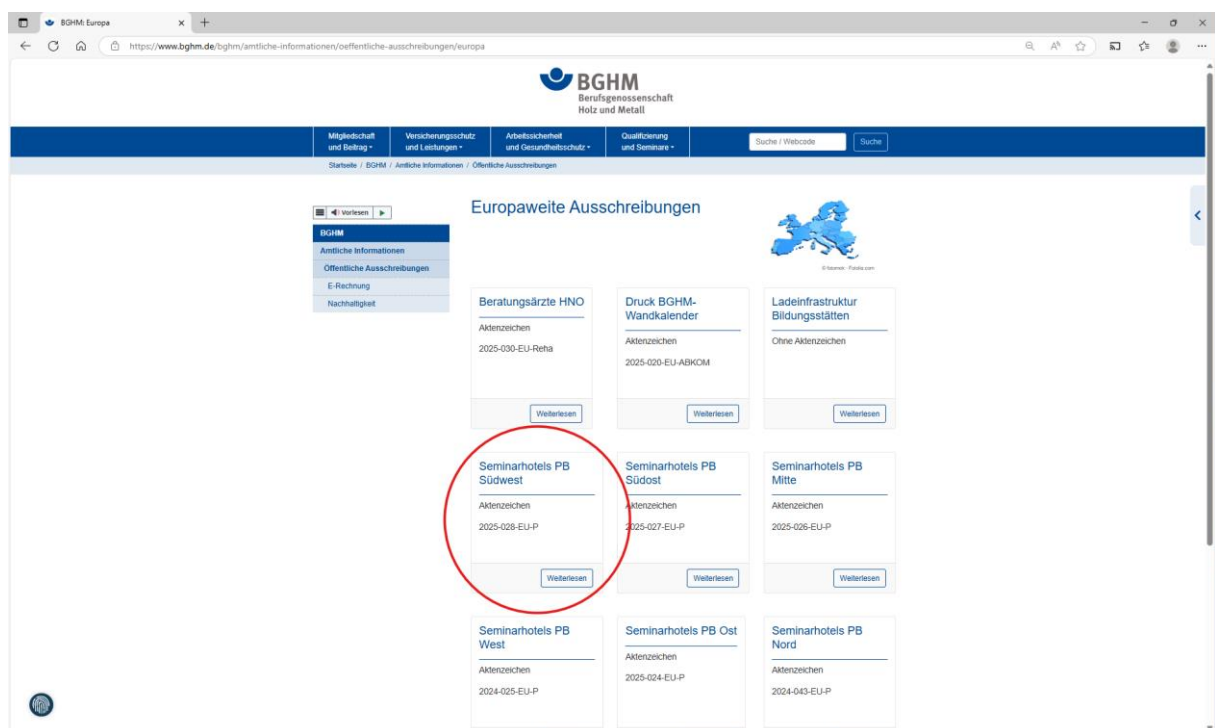 BGHM: Europa
https://www.bghm.de/bghm/amtliche-informationen/oeffentliche-ausschreibungen/europa
BGHM
Berufsgenossenschaft
Holz und Metall
Mitgliedschaft und Beitrag
Versicherungsschutz und Leistungen
Arbeitssicherheit und Gesundheitsschutz
Qualifizierung und Seminare
Suche / Webcode
Suche
Startseite / BGHM / Amtliche Informationen / Öffentliche Ausschreibungen
Vorlesen
BGHM
Amtliche Informationen
Öffentliche Ausschreibungen
E-Rechnung
Nachhaltigkeit
Europaweite Ausschreibungen
Fotolia.com
Beratungsärzte HNO
Aktenzeichen
2025-030-EU-Reha
Weiterlesen
Druck BGHM-
Wandkalender
Aktenzeichen
2025-020-EU-ABKOM
Weiterlesen
Ladeinfrastruktur
Bildungsstätten
Ohne Aktenzeichen
Weiterlesen
Seminarhotels PB
Südwest
Aktenzeichen
2025-028-EU-P
Weiterlesen
Seminarhotels PB
Südost
Aktenzeichen
2025-027-EU-P
Weiterlesen
Seminarhotels PB
Mitte
Aktenzeichen
2025-026-EU-P
Weiterlesen
Seminarhotels PB
West
Aktenzeichen
2024-025-EU-P
Seminarhotels PB Ost
Aktenzeichen
2025-024-EU-P
Seminarhotels PB
Nord
Aktenzeichen
2024-043-EU-P